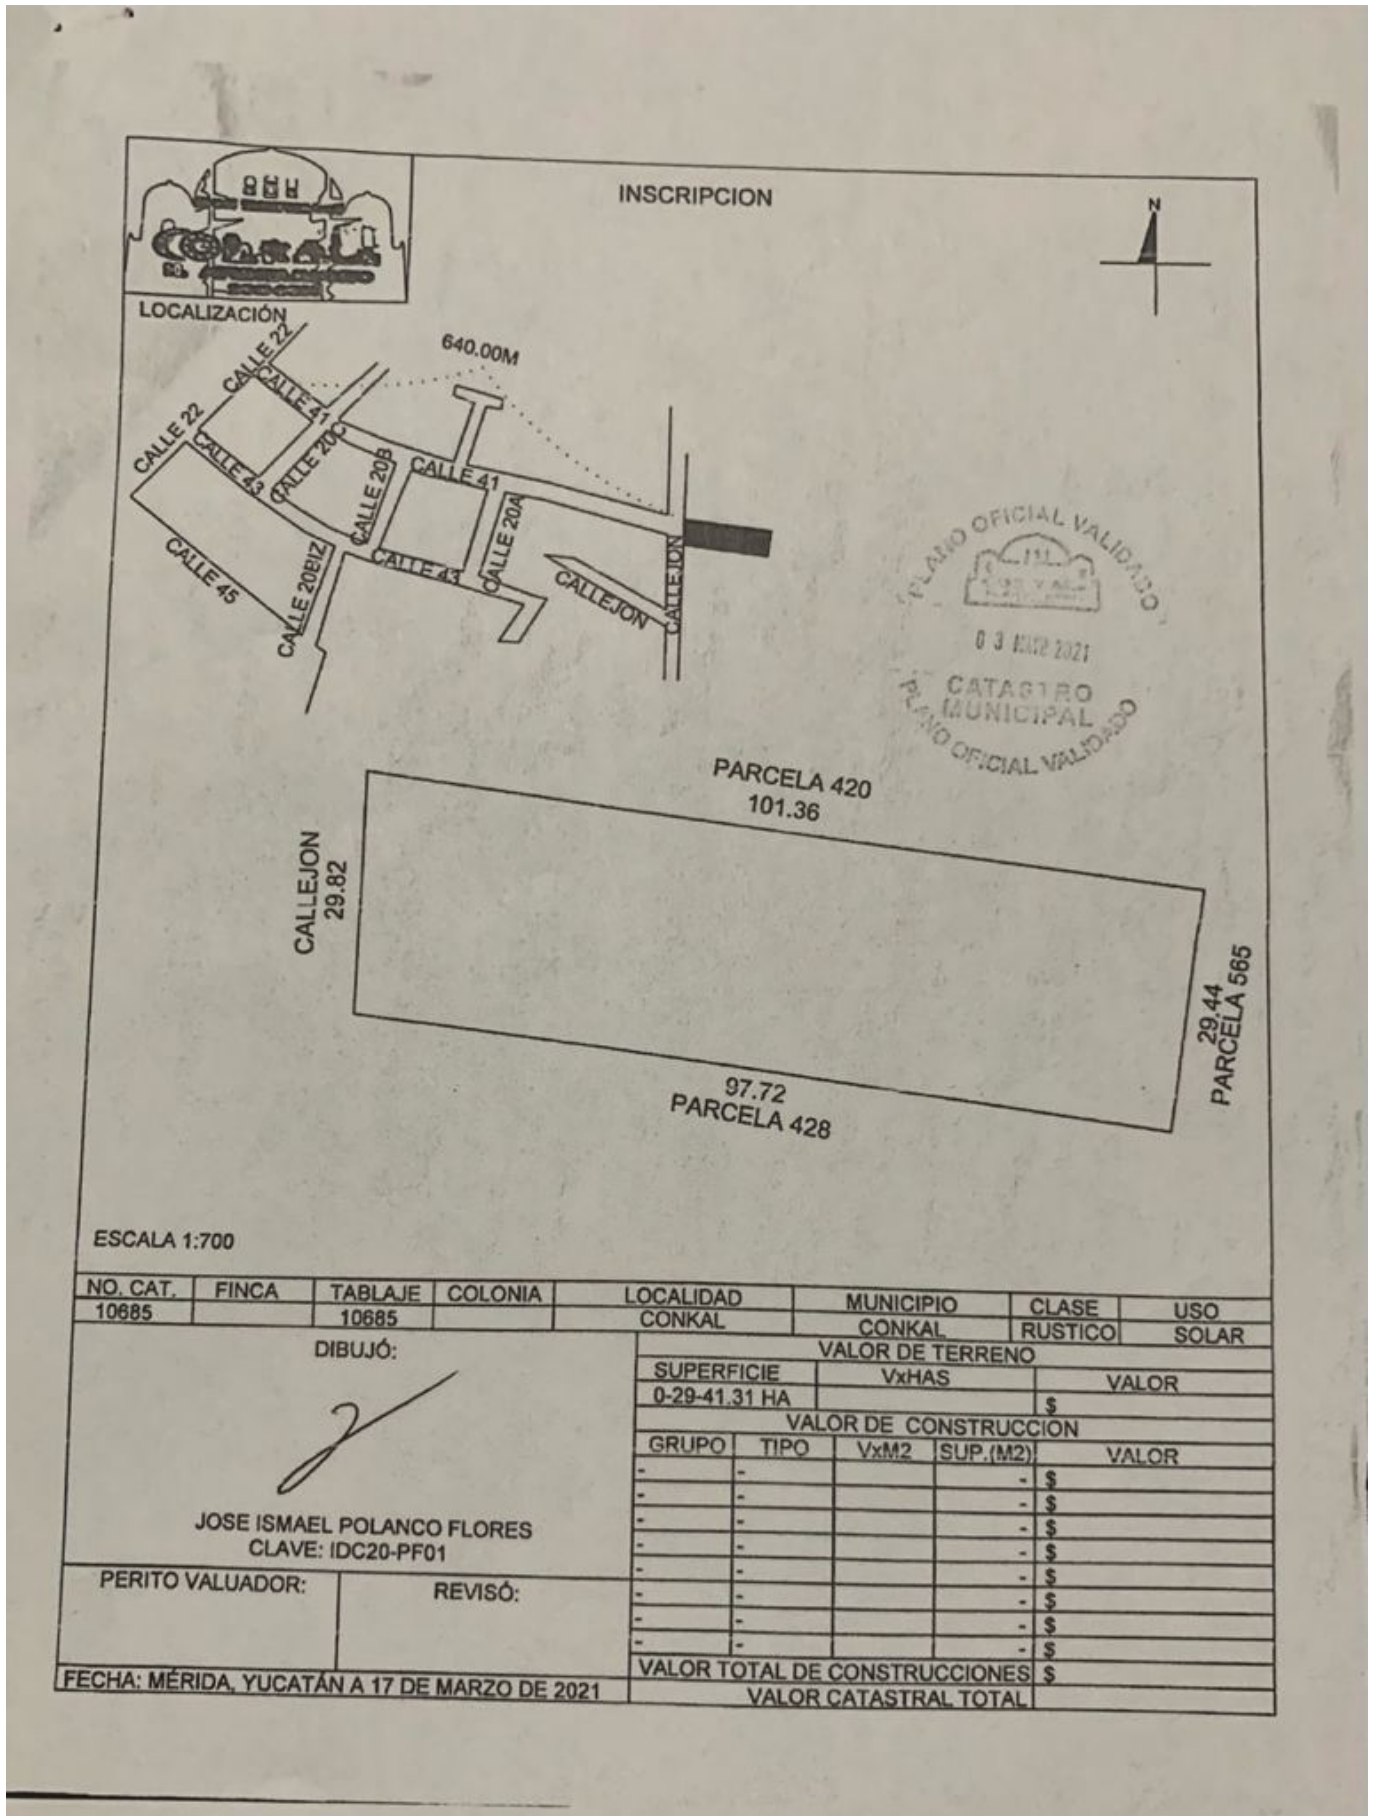 INSCRIPCION
N
LOCALIZACIÓN
640.00M
CALLE 22
CALLE 22
CALLE 41
CALLE 43
CALLE 20C
CALLE 20B
CALLE 41
CALLE 20A
CALLE 43
CALLE 45
CALLE 20BIZ
CALLEJON
CALLEJON
PLANO OFICIAL VALIDADO
2021
CATASTRO
MUNICIPAL
PLANO OFICIAL VALIDADO
PARCELA 420
101.36
CALLEJON
29.82
29.44
PARCELA 565
97.72
PARCELA 428
ESCALA 1:700
NO. CAT. FINCA TABLAJE COLONIA LOCALIDAD MUNICIPIO CLASE USO
10685 10685 CONKAL CONKAL RUSTICO SOLAR
DIBUJÓ:
JOSE ISMAEL POLANCO FLORES
CLAVE: IDC20-PF01
PERITO VALUADOR: REVISÓ:
FECHA: MÉRIDA, YUCATÁN A 17 DE MARZO DE 2021
VALOR DE TERRENO
SUPERFICIE VxHAS VALOR
0-29-41.31 HA $
VALOR DE CONSTRUCCION
GRUPO TIPO VxM2 SUP.(M2) VALOR
- - - $
- - - $
- - - $
- - - $
- - - $
- - - $
- - - $
- - - $
VALOR TOTAL DE CONSTRUCCIONES $
VALOR CATASTRAL TOTAL